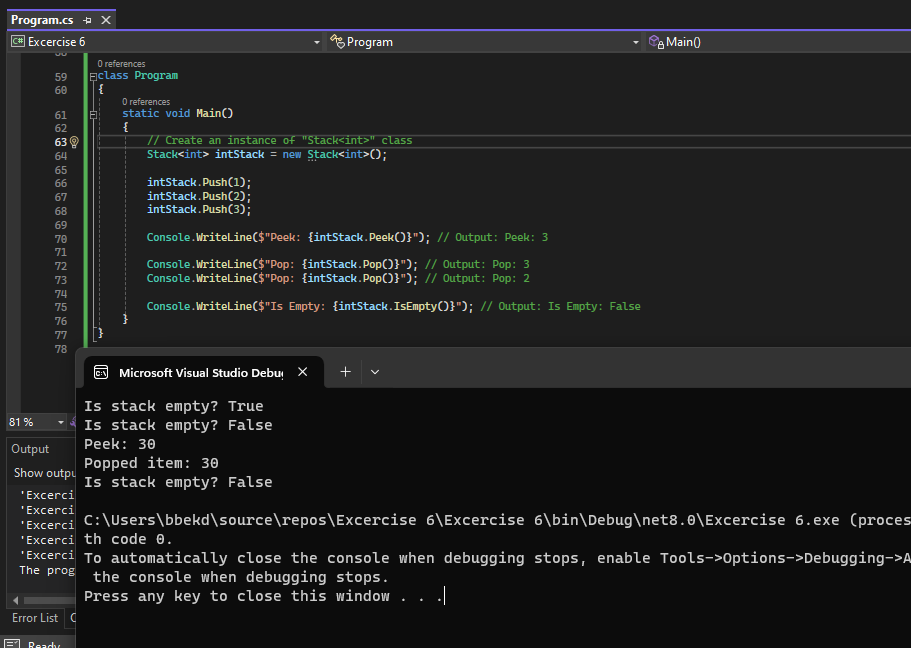 Program.cs
C# Excercise 6
Program
Main()
58
0 references
59 class Program
60 {
0 references
61 static void Main()
62 {
63 // Create an instance of "Stack<int>" class
64 Stack<int> intStack = new Stack<int>();
65
66 intStack.Push(1);
67 intStack.Push(2);
68 intStack.Push(3);
69
70 Console.WriteLine($"Peek: {intStack.Peek()}"); // Output: Peek: 3
71
72 Console.WriteLine($"Pop: {intStack.Pop()}"); // Output: Pop: 3
73 Console.WriteLine($"Pop: {intStack.Pop()}"); // Output: Pop: 2
74
75 Console.WriteLine($"Is Empty: {intStack.IsEmpty()}"); // Output: Is Empty: False
76 }
77 }
78
Microsoft Visual Studio Debug
81 %
Output
Show outpu
'Excerci
'Excerci
'Excerci
'Excerci
'Excerci
The prog
Error List
Ready
Is stack empty? True
Is stack empty? False
Peek: 30
Popped item: 30
Is stack empty? False
C:\Users\bbekd\source\repos\Excercise 6\Excercise 6\bin\Debug\net8.0\Excercise 6.exe (proces
th code 0.
To automatically close the console when debugging stops, enable Tools->Options->Debugging->A
the console when debugging stops.
Press any key to close this window . . .